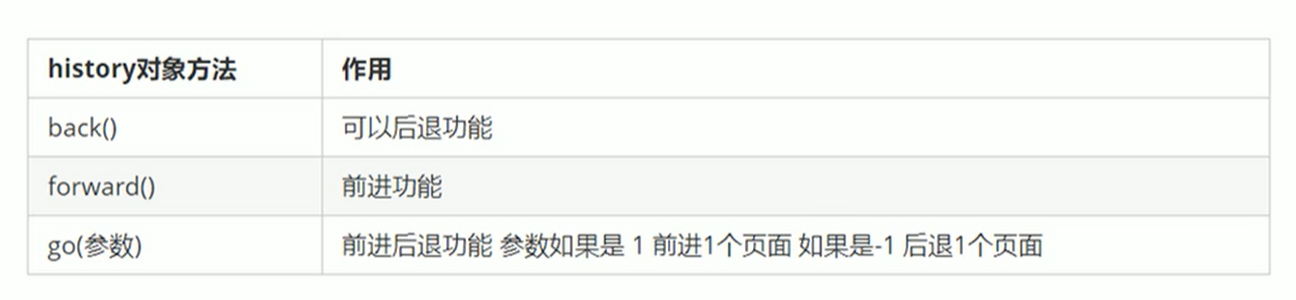 history对象方法 作用
back() 可以后退功能
forward() 前进功能
go(参数) 前进后退功能 参数如果是 1 前进1个页面 如果是-1 后退1个页面